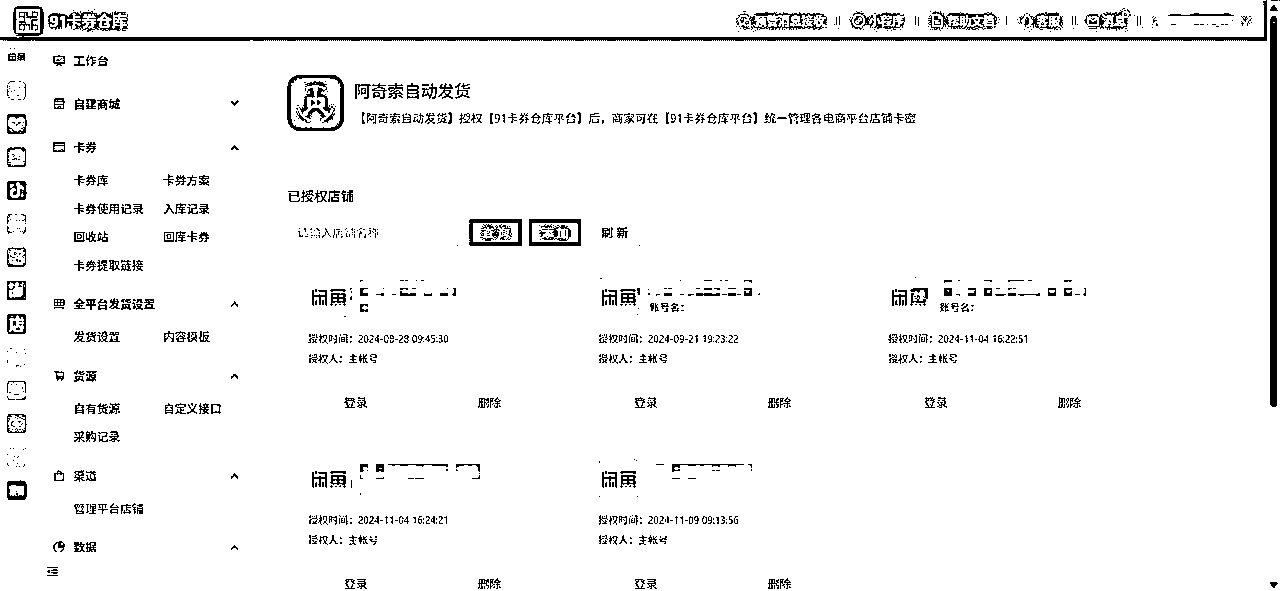 91卡券仓库
预警消息接收 小程序 帮助文档 客服 消息
工作台
自建商城
卡券
卡券库 卡券方案
卡券使用记录 入库记录
回收站 回库卡券
卡券提取链接
全平台发货设置
发货设置 内容模板
货源
自有货源 自定义接口
采购记录
渠道
管理平台店铺
数据
阿奇索自动发货
【阿奇索自动发货】授权【91卡券仓库平台】后，商家可在【91卡券仓库平台】统一管理各电商平台店铺卡密
已授权店铺
请输入店铺名称 刷新
闲鱼
授权时间：2024-08-28 09:45:30
授权人：主帐号
登录 删除
闲鱼
账号名：
授权时间：2024-09-21 19:23:22
授权人：主帐号
登录 删除
闲鱼
账号名：
授权时间：2024-11-04 16:22:51
授权人：主帐号
登录 删除
闲鱼
授权时间：2024-11-04 16:24:21
授权人：主帐号
登录 删除
闲鱼
授权时间：2024-11-09 09:13:56
授权人：主帐号
登录 删除